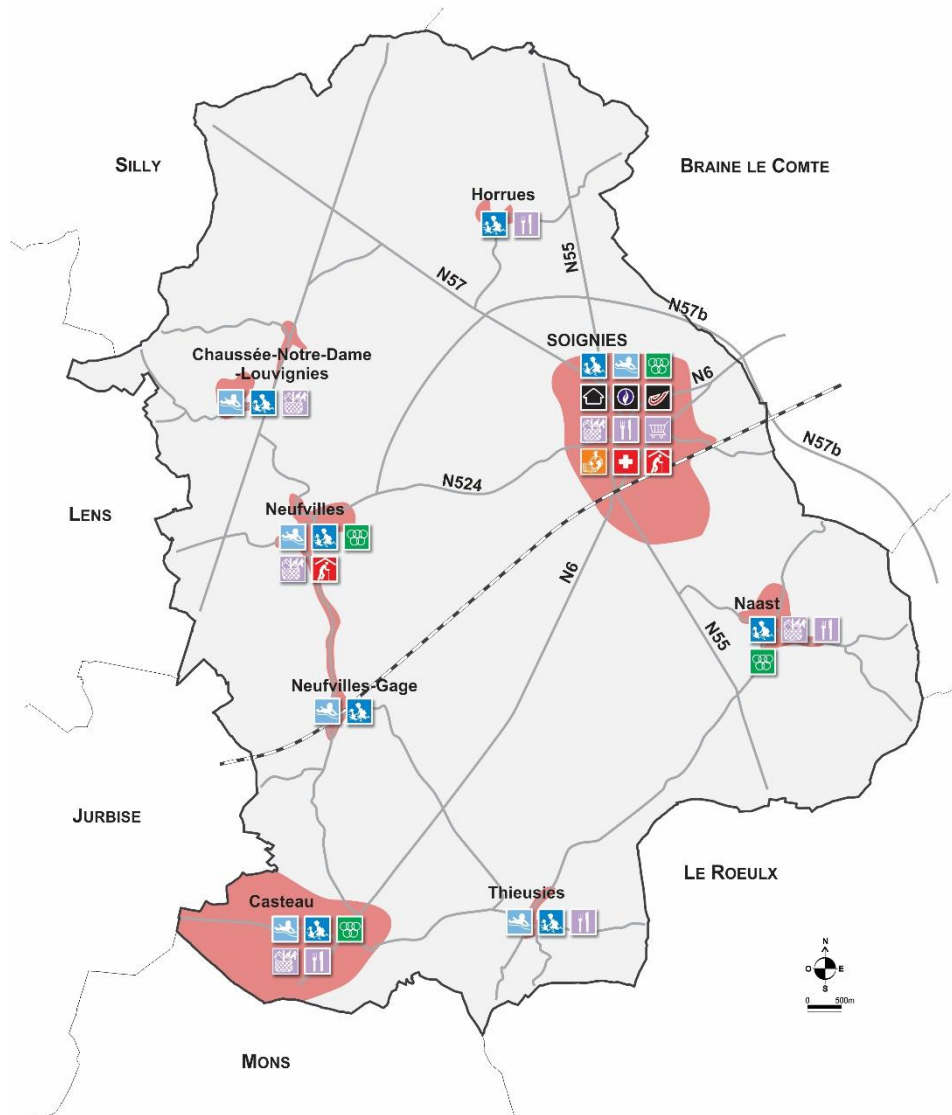 SILLY
BRAINE LE COMTE
Horrues
N55
N57
N57b
SOIGNIES
Chaussée-Notre-Dame
-Louvignies
N6
N57b
N524
LENS
Neufvilles
N6
Naast
N55
Neufvilles-Gage
JURBISE
LE ROEULX
Casteau
Thieusies
N
O E
S
0 500m
MONS